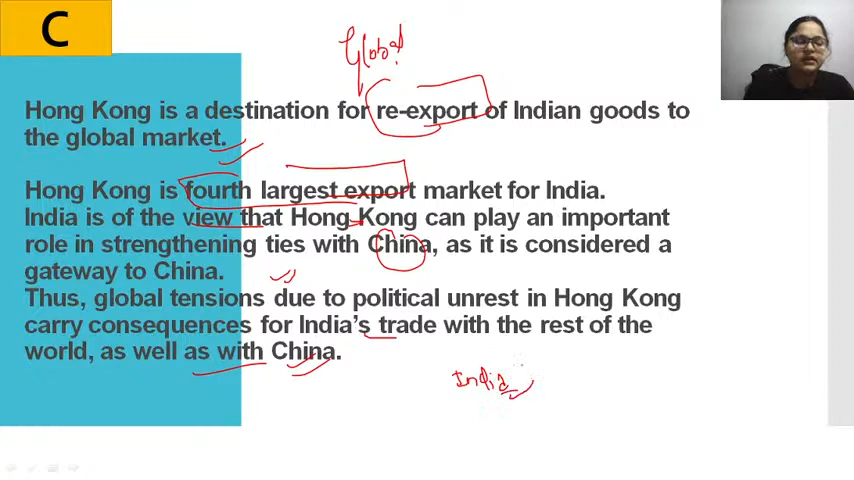 C
Global
Hong Kong is a destination for re-export of Indian goods to
the global market.
Hong Kong is fourth largest export market for India.
India is of the view that Hong Kong can play an important
role in strengthening ties with China, as it is considered a
gateway to China.
Thus, global tensions due to political unrest in Hong Kong
carry consequences for India's trade with the rest of the
world, as well as with China.
India